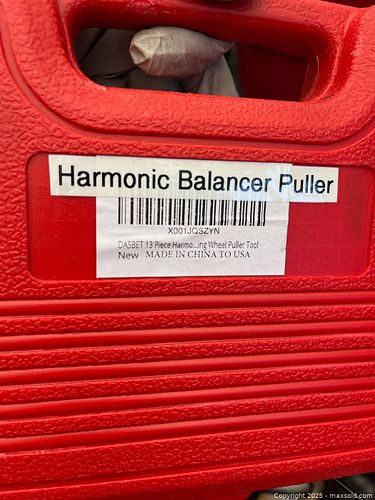 Harmonic Balancer Puller
X001JQSZYN
DASBET 13 Piece Harmo...ing Wheel Puller Tool
New MADE IN CHINA TO USA
Copyright © 2025 - maxsold.com